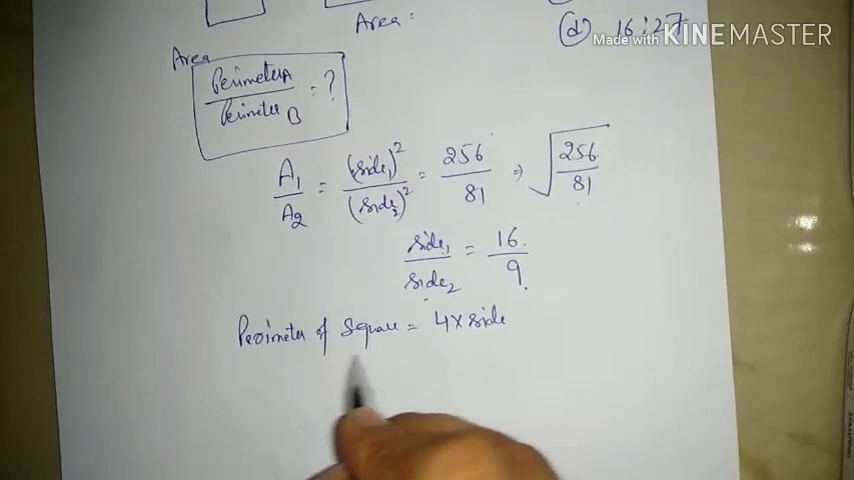 Area :
(d) 16:27
Made with KINEMASTER
Area
PerimeterA / Perimeter B = ?
A1 / A2 = (side1)² / (side2)² = 256 / 81 ⇒ √256/81
side1 / side2 = 16 / 9
Perimeter of Square = 4 x side